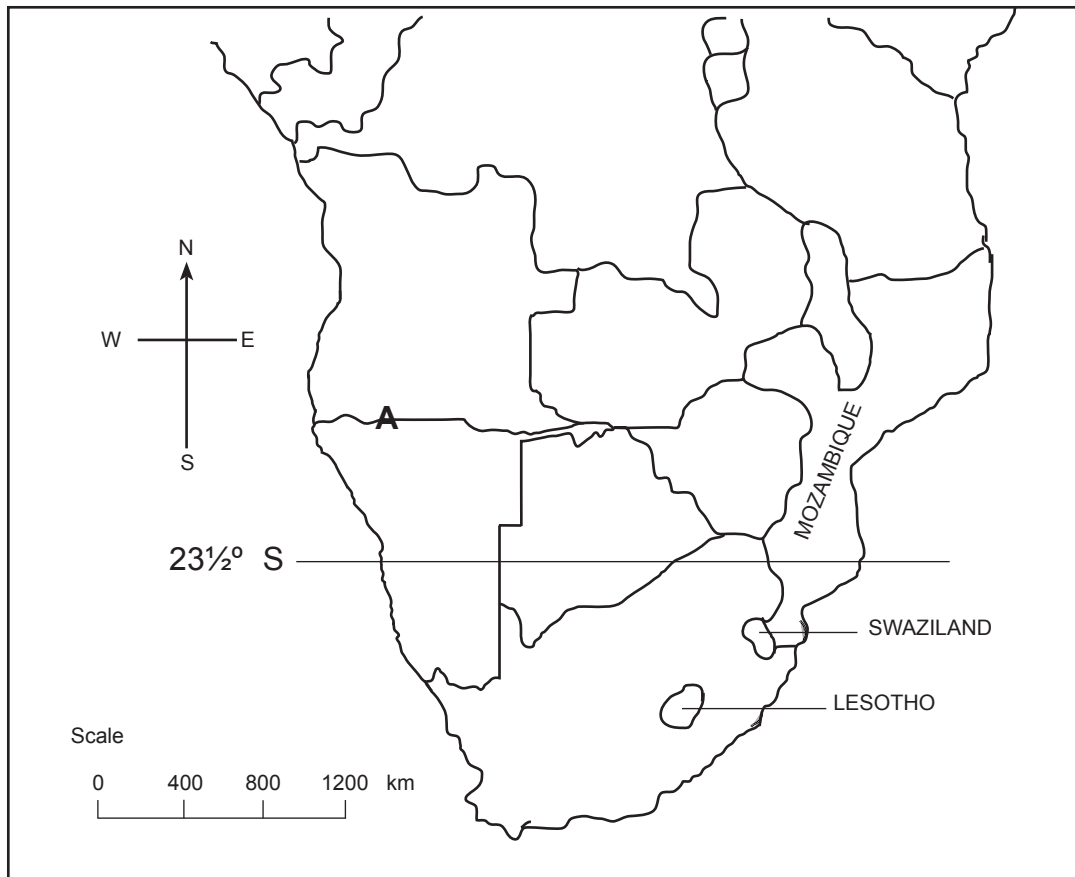 N
W E
A
S
MOZAMBIQUE
23½º S
SWAZILAND
LESOTHO
Scale
0 400 800 1200 km